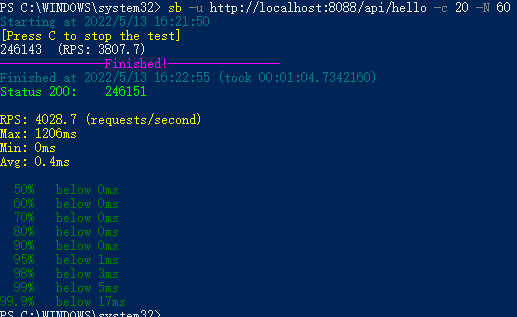 PS C:\WINDOWS\system32> sb -u http://localhost:8088/api/hello -c 20 -N 60
Starting at 2022/5/13 16:21:50
[Press C to stop the test]
246143  (RPS: 3807.7)
---------------Finished!----------------
Finished at 2022/5/13 16:22:55 (took 00:01:04.7342160)
Status 200:    246151

RPS: 4028.7 (requests/second)
Max: 1206ms
Min: 0ms
Avg: 0.4ms

50%   below 0ms
60%   below 0ms
70%   below 0ms
80%   below 0ms
90%   below 0ms
95%   below 1ms
98%   below 3ms
99%   below 5ms
99.9%   below 17ms
PS C:\WINDOWS\system32>